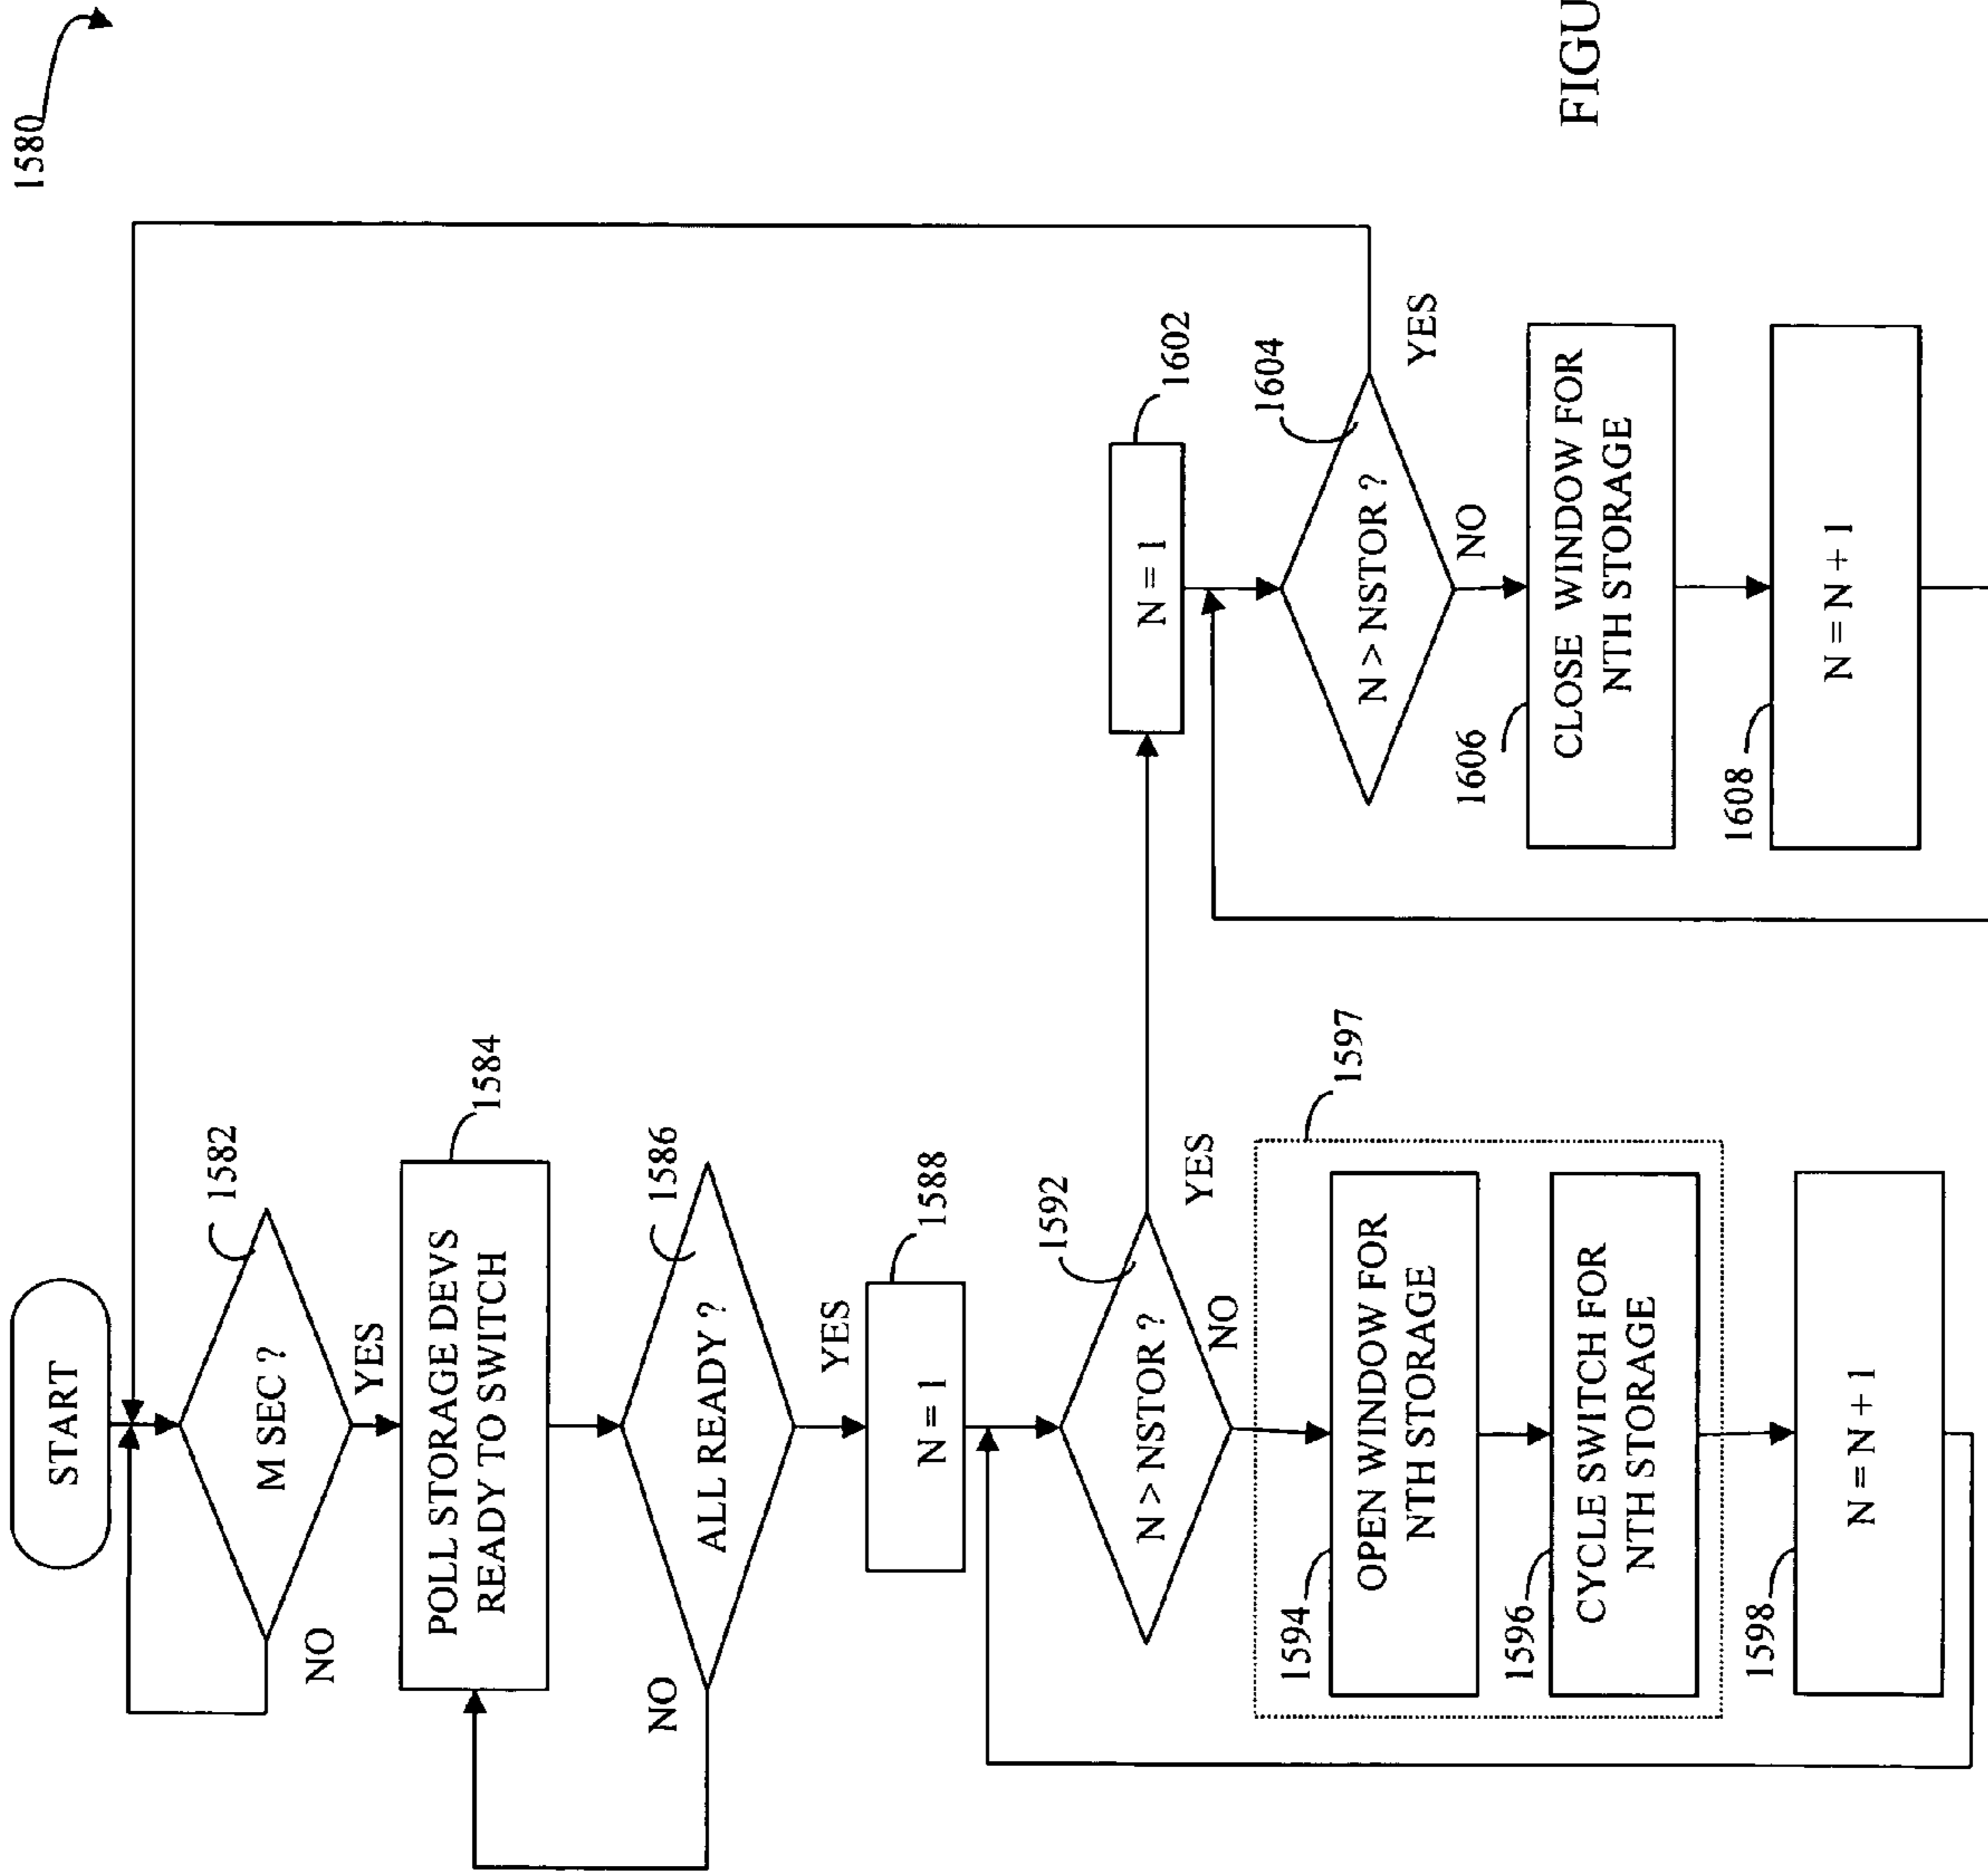 1580
START
1582
M SEC ?
NO
YES
1584
POLL STORAGE DEVS
READY TO SWITCH
1586
ALL READY ?
NO
YES
1588
N = 1
1592
N > NSTOR ?
YES
NO
1597
1594
OPEN WINDOW FOR
NTH STORAGE
1596
CYCLE SWITCH FOR
NTH STORAGE
1598
N = N + 1
1602
N = 1
1604
N > NSTOR ?
YES
NO
1606
CLOSE WINDOW FOR
NTH STORAGE
1608
N = N + 1
FIGU